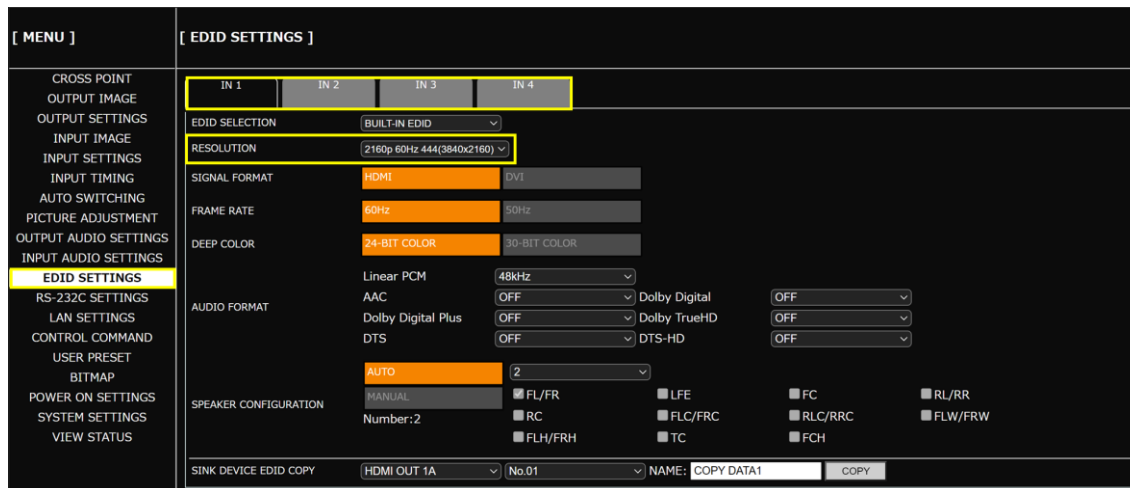 [ MENU ]
[ EDID SETTINGS ]
CROSS POINT
OUTPUT IMAGE
OUTPUT SETTINGS
INPUT IMAGE
INPUT SETTINGS
INPUT TIMING
AUTO SWITCHING
PICTURE ADJUSTMENT
OUTPUT AUDIO SETTINGS
INPUT AUDIO SETTINGS
EDID SETTINGS
RS-232C SETTINGS
LAN SETTINGS
CONTROL COMMAND
USER PRESET
BITMAP
POWER ON SETTINGS
SYSTEM SETTINGS
VIEW STATUS
IN 1 IN 2 IN 3 IN 4
EDID SELECTION BUILT-IN EDID
RESOLUTION 2160p 60Hz 444(3840x2160)
SIGNAL FORMAT HDMI DVI
FRAME RATE 60Hz 50Hz
DEEP COLOR 24-BIT COLOR 30-BIT COLOR
AUDIO FORMAT
Linear PCM 48kHz
AAC OFF Dolby Digital OFF
Dolby Digital Plus OFF Dolby TrueHD OFF
DTS OFF DTS-HD OFF
SPEAKER CONFIGURATION
AUTO 2
MANUAL FL/FR LFE FC RL/RR
Number:2 RC FLC/FRC RLC/RRC FLW/FRW
FLH/FRH TC FCH
SINK DEVICE EDID COPY HDMI OUT 1A No.01 NAME: COPY DATA1 COPY